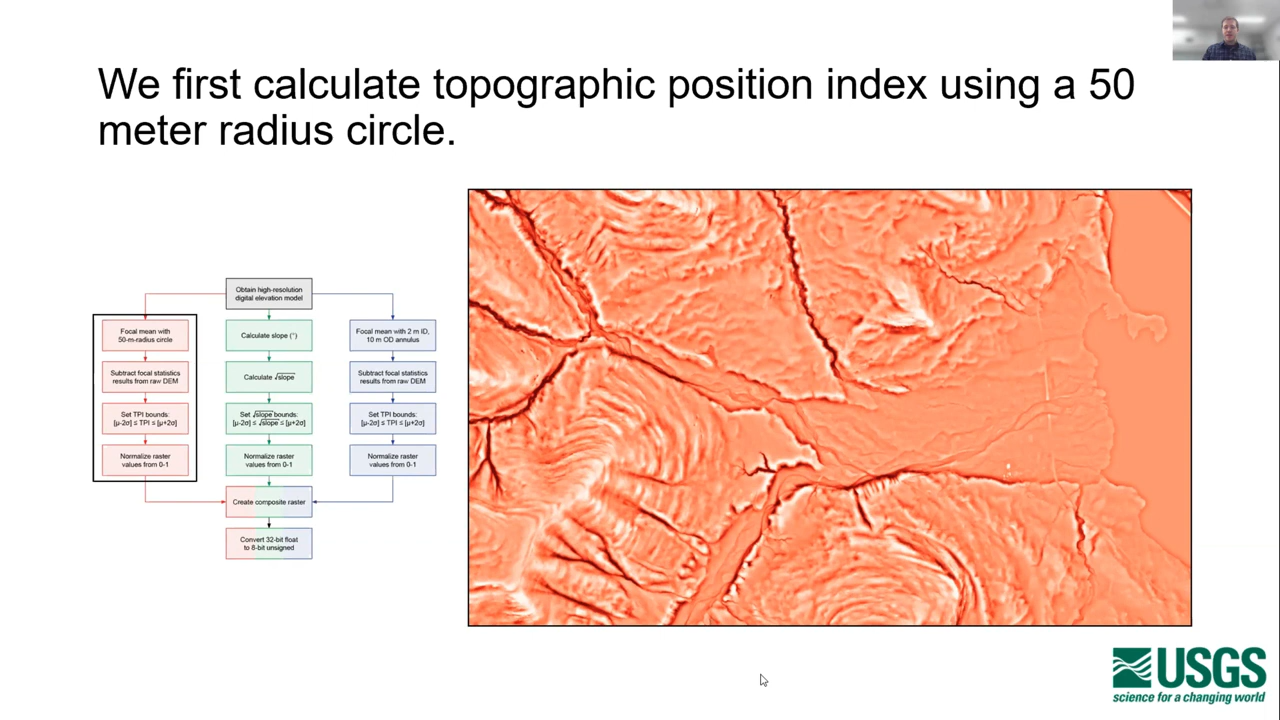 We first calculate topographic position index using a 50
meter radius circle.
Obtain high-resolution
digital elevation model
Focal mean with
50-m-radius circle
Subtract focal statistics
results from raw DEM
Set TPI bounds:
[μ-2σ] ≤ TPI ≤ [μ+2σ]
Normalize raster
values from 0-1
Calculate slope (°)
Calculate √slope
Set √slope bounds:
[μ-2σ] ≤ √slope ≤ [μ+2σ]
Normalize raster
values from 0-1
Focal mean with 2 m ID,
10 m OD annulus
Subtract focal statistics
results from raw DEM
Set TPI bounds:
[μ-2σ] ≤ TPI ≤ [μ+2σ]
Normalize raster
values from 0-1
Create composite raster
Convert 32-bit float
to 8-bit unsigned
USGS
science for a changing world